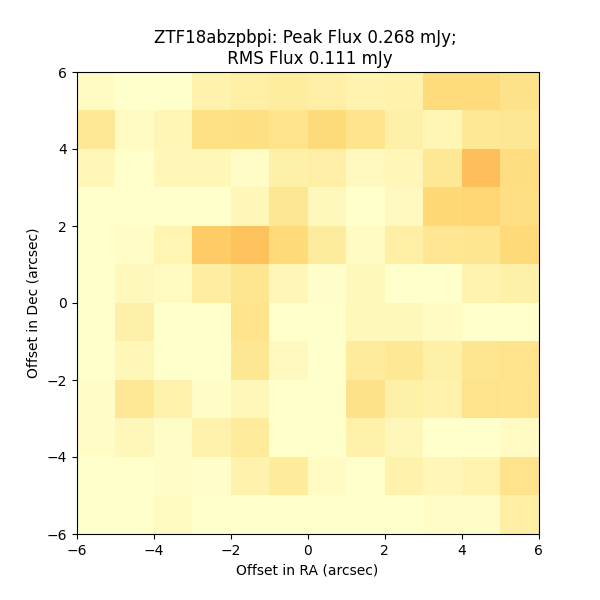 ZTF18abzpbpi: Peak Flux 0.268 mJy;
RMS Flux 0.111 mJy
6
4
2
0
−2
−4
−6
Offset in Dec (arcsec)
−6 −4 −2 0 2 4 6
Offset in RA (arcsec)